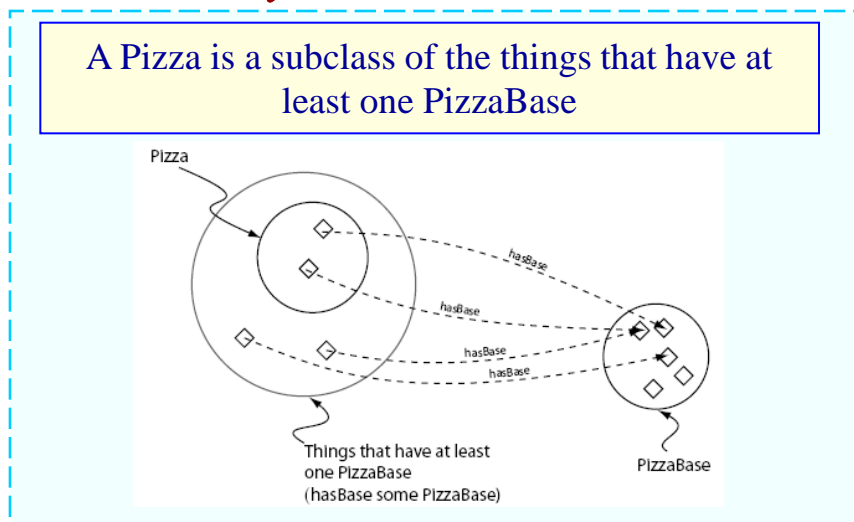 A Pizza is a subclass of the things that have at
least one PizzaBase
Pizza
hasBase
hasBase
hasBase
hasBase
Things that have at least
one PizzaBase
(hasBase some PizzaBase)
PizzaBase